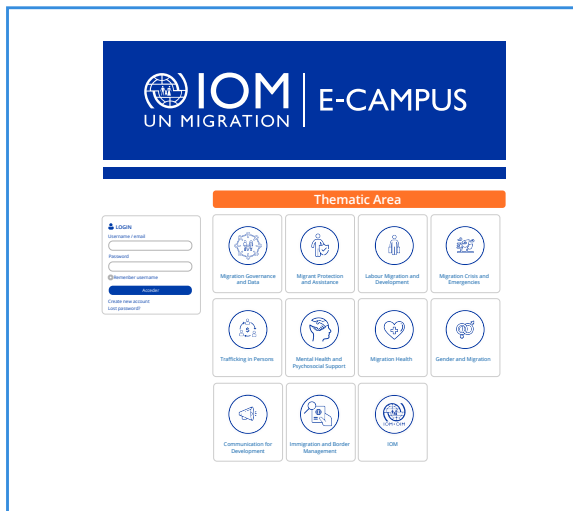 IOM
UN MIGRATION
E-CAMPUS
Thematic Area
LOGIN
Username / email
Password
Remember username
Acceder
Create new account
Lost password?
Migration Governance
and Data
Migrant Protection
and Assistance
Labour Migration and
Development
Migration Crisis and
Emergencies
$
Trafficking in Persons
Mental Health and
Psychosocial Support
Migration Health
Gender and Migration
Communication for
Development
Immigration and Border
Management
IOM•OIM
IOM